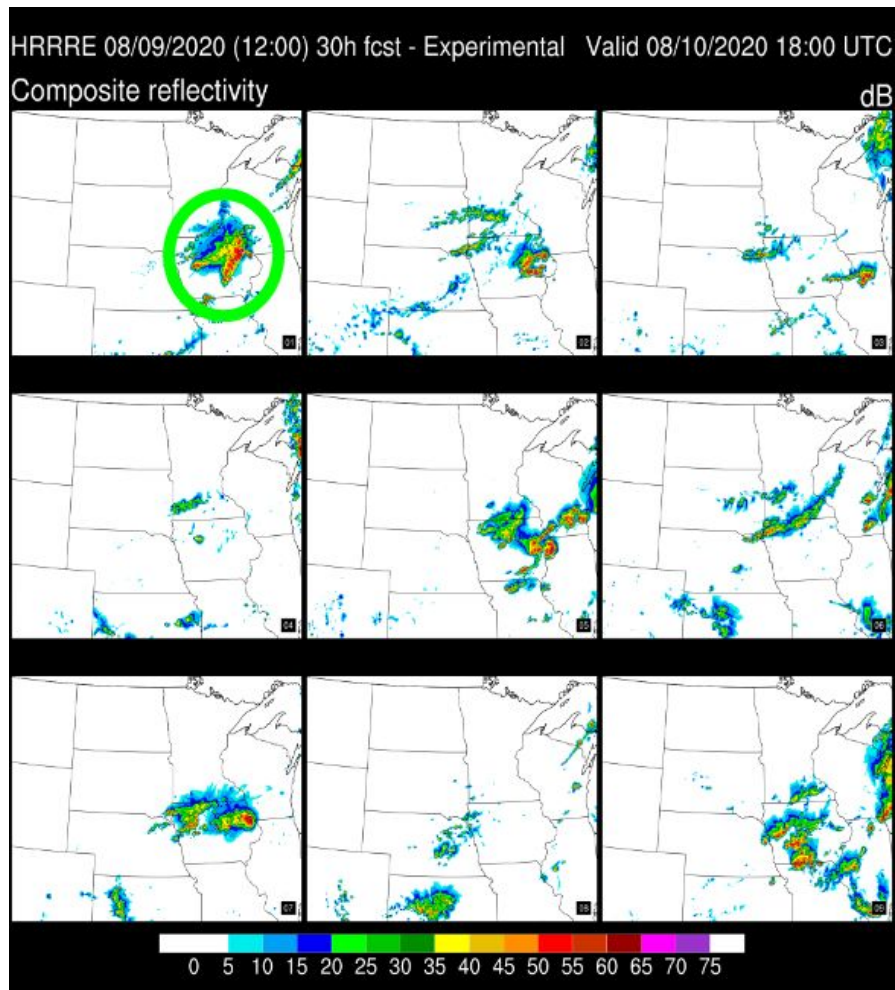 HRRRE 08/09/2020 (12:00) 30h fcst - Experimental Valid 08/10/2020 18:00 UTC
Composite reflectivity dB
01 02 03
04 05 06
07 08 09
0 5 10 15 20 25 30 35 40 45 50 55 60 65 70 75